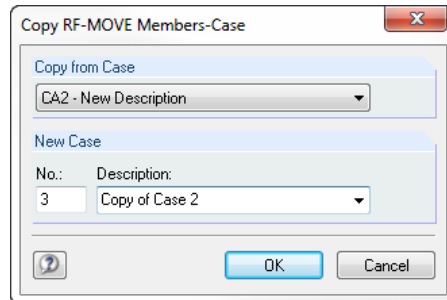 Copy RF-MOVE Members-Case
Copy from Case
CA2 - New Description
New Case
No.: Description:
3 Copy of Case 2
OK Cancel